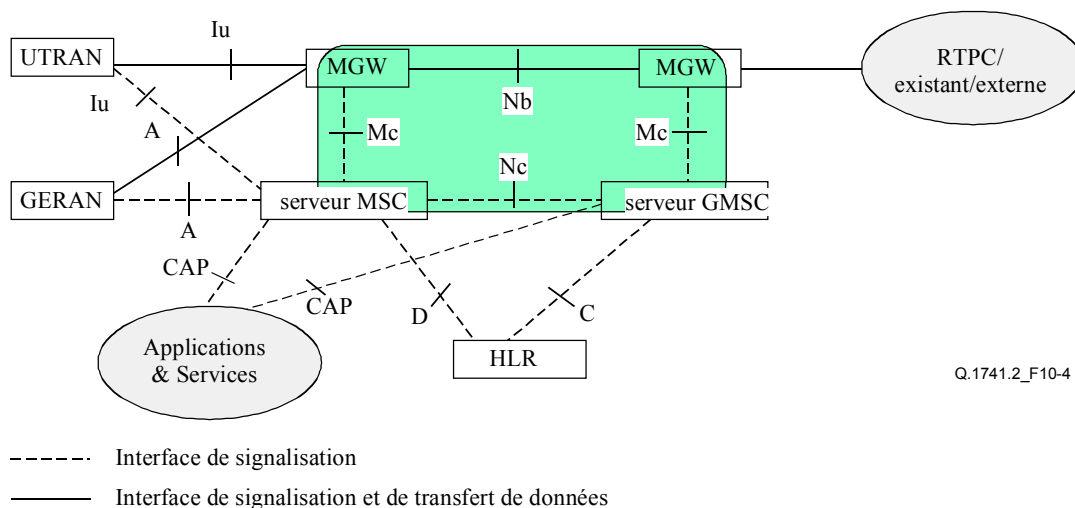 Iu
UTRAN
MGW
MGW
RTPC/
existant/externe
Iu
Nb
A
Mc
Mc
Nc
GERAN
serveur MSC
serveur GMSC
A
CAP
CAP
D
C
Applications
& Services
HLR
Q.1741.2_F10-4
Interface de signalisation
Interface de signalisation et de transfert de données